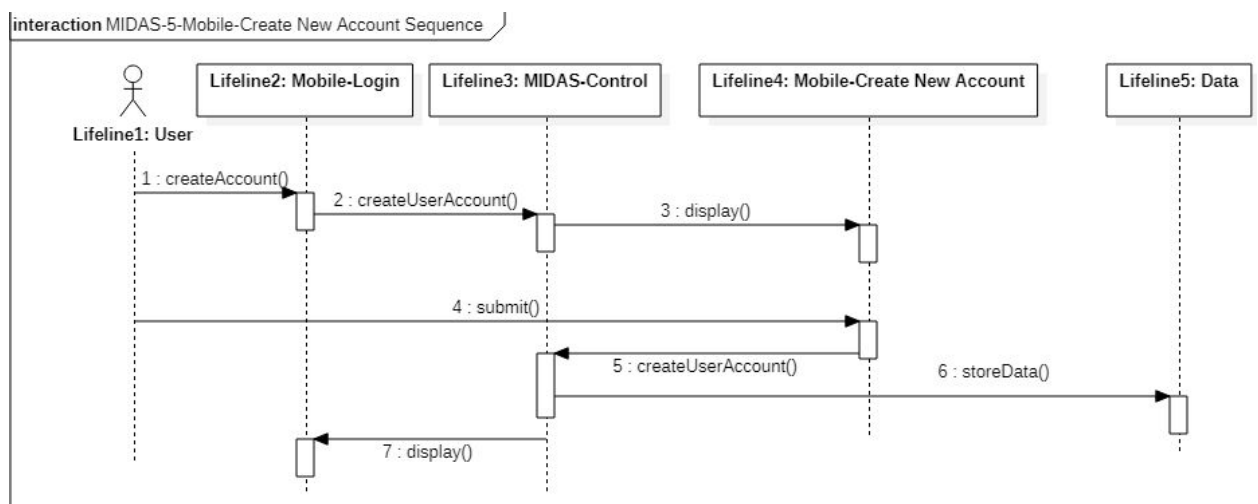 interaction MIDAS-5-Mobile-Create New Account Sequence
Lifeline1: User
Lifeline2: Mobile-Login
Lifeline3: MIDAS-Control
Lifeline4: Mobile-Create New Account
Lifeline5: Data
1 : createAccount()
2 : createUserAccount()
3 : display()
4 : submit()
5 : createUserAccount()
6 : storeData()
7 : display()